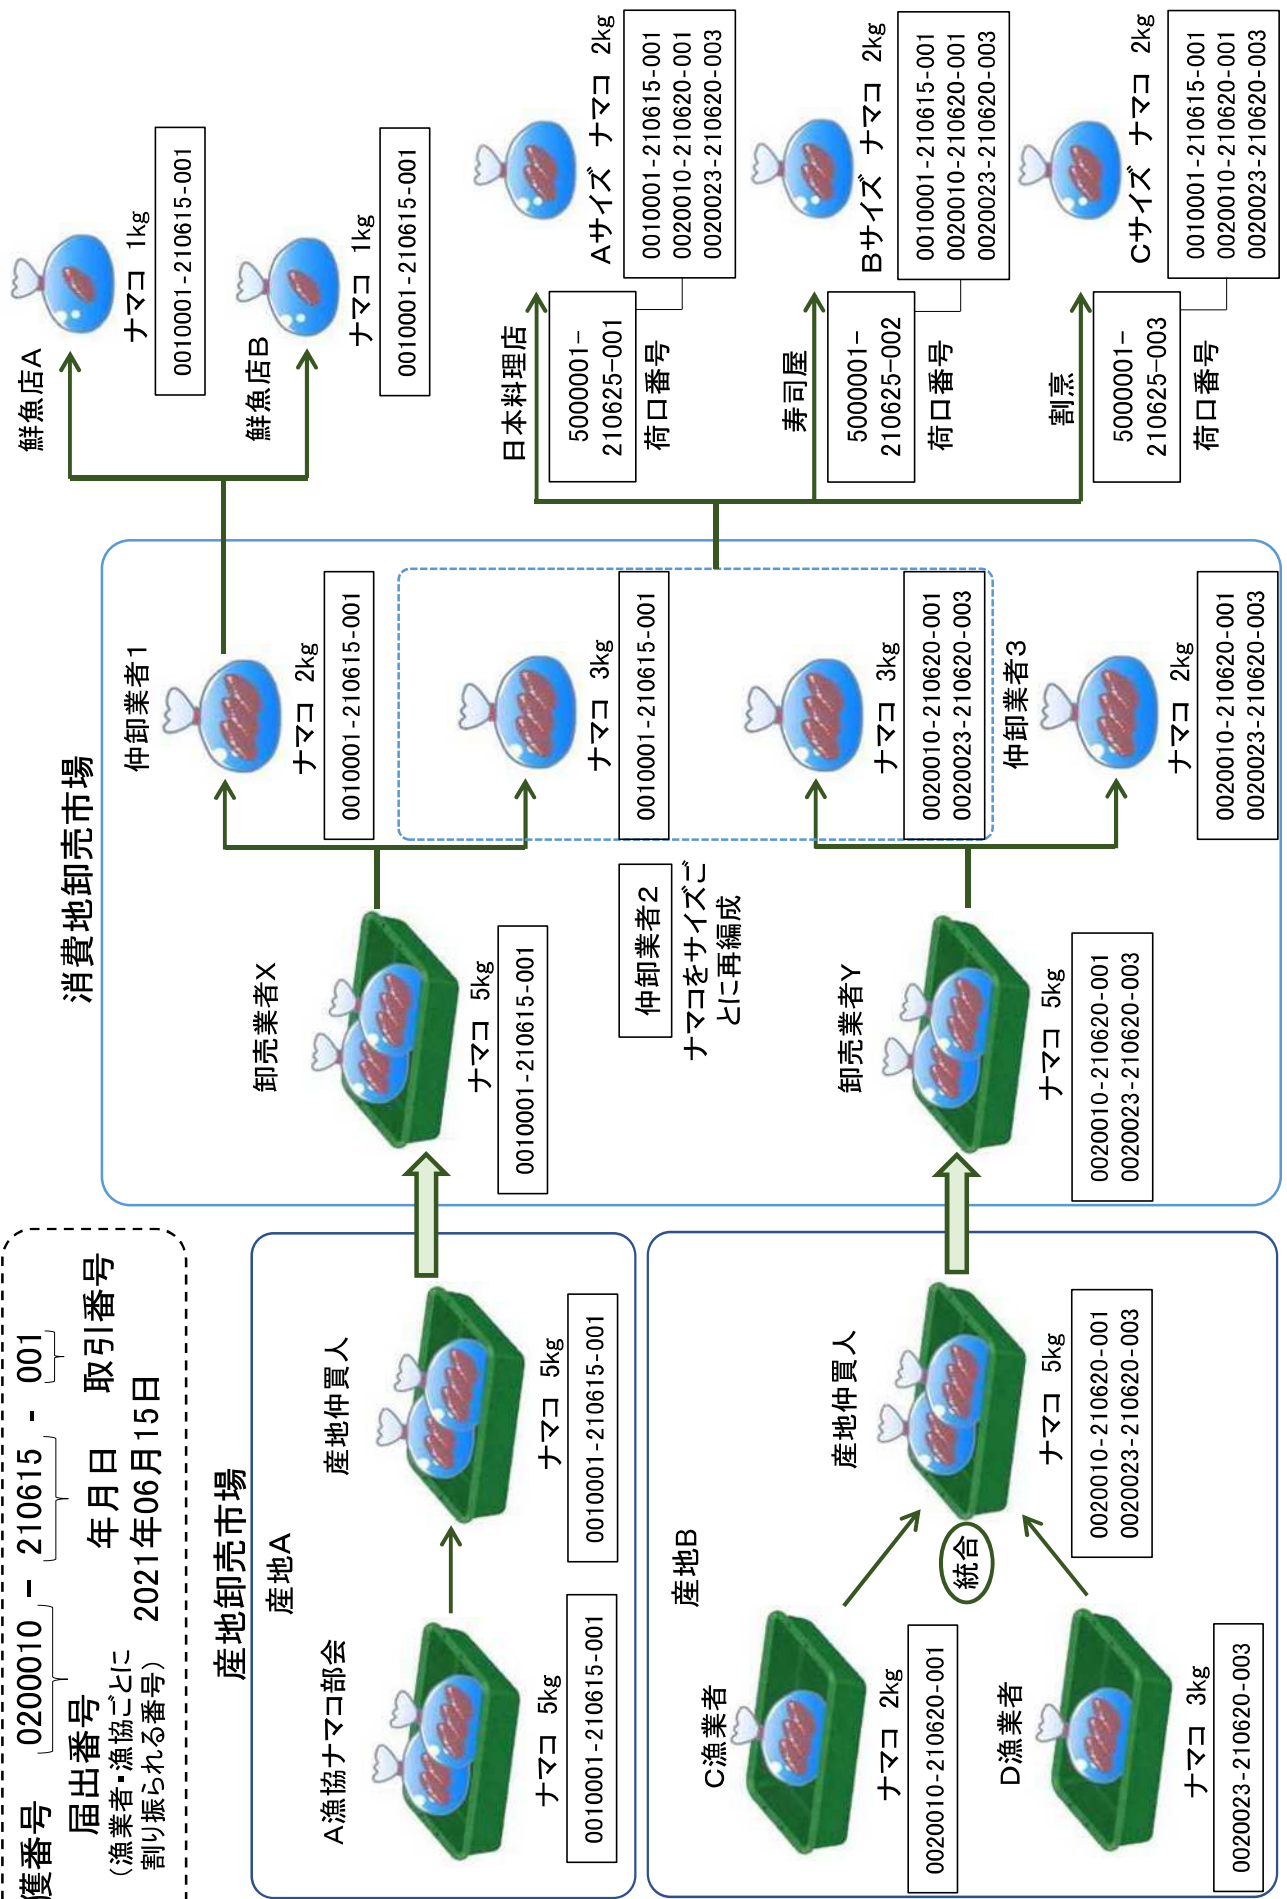 獲番号 0200010 - 210615 - 001
届出番号
(漁業者・漁協ごとに
割り振られる番号)
年月日
2021年06月15日
取引番号
産地卸売市場
産地A
A漁協ナマコ部会
ナマコ 5kg
0010001-210615-001
産地仲買人
ナマコ 5kg
0010001-210615-001
産地B
C漁業者
ナマコ 2kg
0020010-210620-001
D漁業者
ナマコ 3kg
0020023-210620-003
統合
産地仲買人
ナマコ 5kg
0020010-210620-001
0020023-210620-003
消費地卸売市場
卸売業者X
ナマコ 5kg
0010001-210615-001
仲卸業者2
ナマコをサイズご
とに再編成
卸売業者Y
ナマコ 5kg
0020010-210620-001
0020023-210620-003
仲卸業者1
ナマコ 2kg
0010001-210615-001
ナマコ 3kg
0010001-210615-001
ナマコ 3kg
0020010-210620-001
0020023-210620-003
仲卸業者3
ナマコ 2kg
0020010-210620-001
0020023-210620-003
鮮魚店A
ナマコ 1kg
0010001-210615-001
鮮魚店B
ナマコ 1kg
0010001-210615-001
日本料理店
5000001-
210625-001
荷口番号
Aサイズ ナマコ 2kg
0010001-210615-001
0020010-210620-001
0020023-210620-003
寿司屋
5000001-
210625-002
荷口番号
Bサイズ ナマコ 2kg
0010001-210615-001
0020010-210620-001
0020023-210620-003
割烹
5000001-
210625-003
荷口番号
Cサイズ ナマコ 2kg
0010001-210615-001
0020010-210620-001
0020023-210620-003